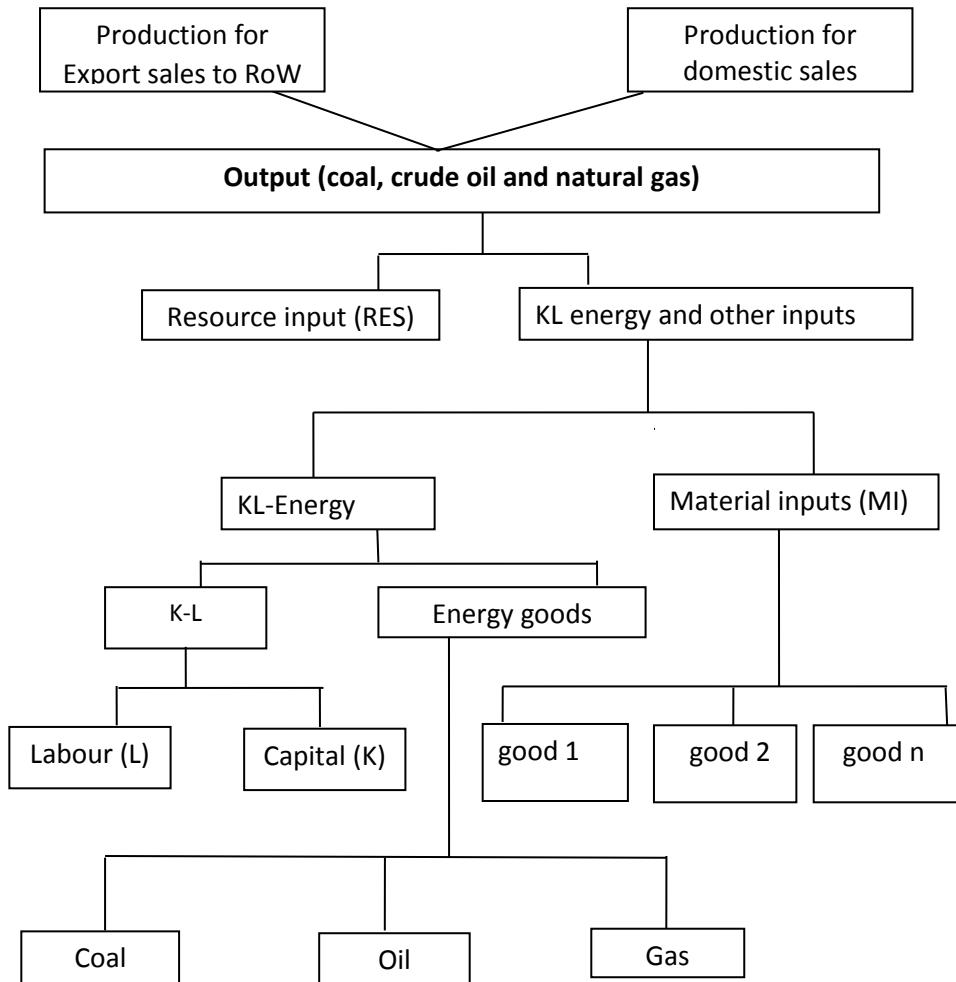 Production for
Export sales to RoW
Production for
domestic sales
Output (coal, crude oil and natural gas)
Resource input (RES)
KL energy and other inputs
KL-Energy
Material inputs (MI)
K-L
Energy goods
Labour (L)
Capital (K)
good 1
good 2
good n
Coal
Oil
Gas